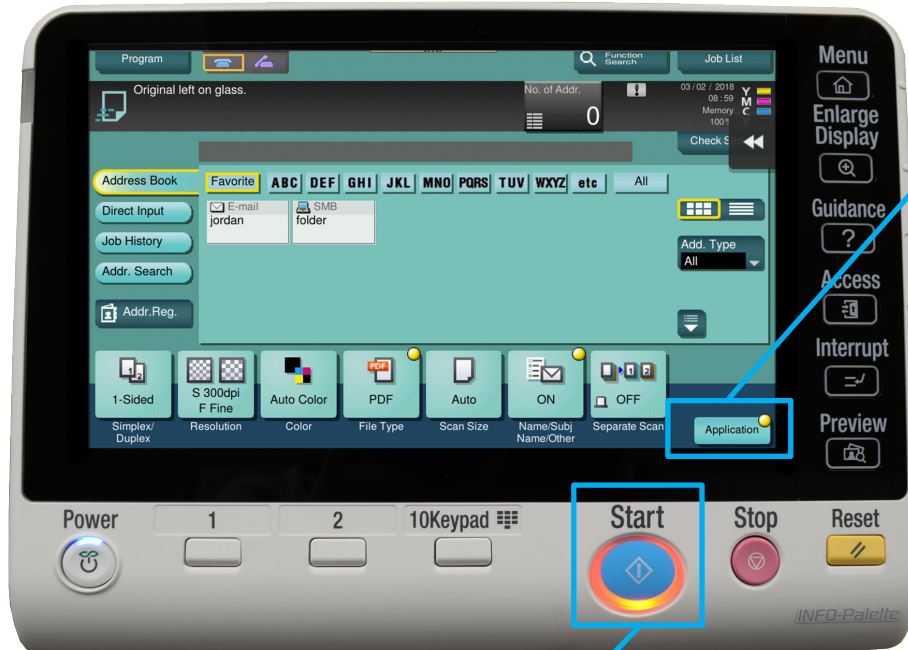 Program
Function
Search
Job List
Original left on glass.
No. of Addr.
0
03/02 / 2018
08 : 59
Memory
100%
Y
M
C
Check S
Address Book
Favorite
ABC DEF GHI JKL MNO PQRS TUV WXYZ etc All
Direct Input
Job History
Addr. Search
Addr.Reg.
E-mail
jordan
SMB
folder
Add. Type
All
1-Sided
S 300dpi
F Fine
Auto Color
PDF
PDF
Auto
ON
OFF
Simplex/
Duplex
Resolution
Color
File Type
Scan Size
Name/Subj
Name/Other
Separate Scan
Application
Menu
Enlarge
Display
Guidance
?
Access
Interrupt
Preview
Power
1
2
10Keypad
Start
Stop
Reset
INFO-Palette